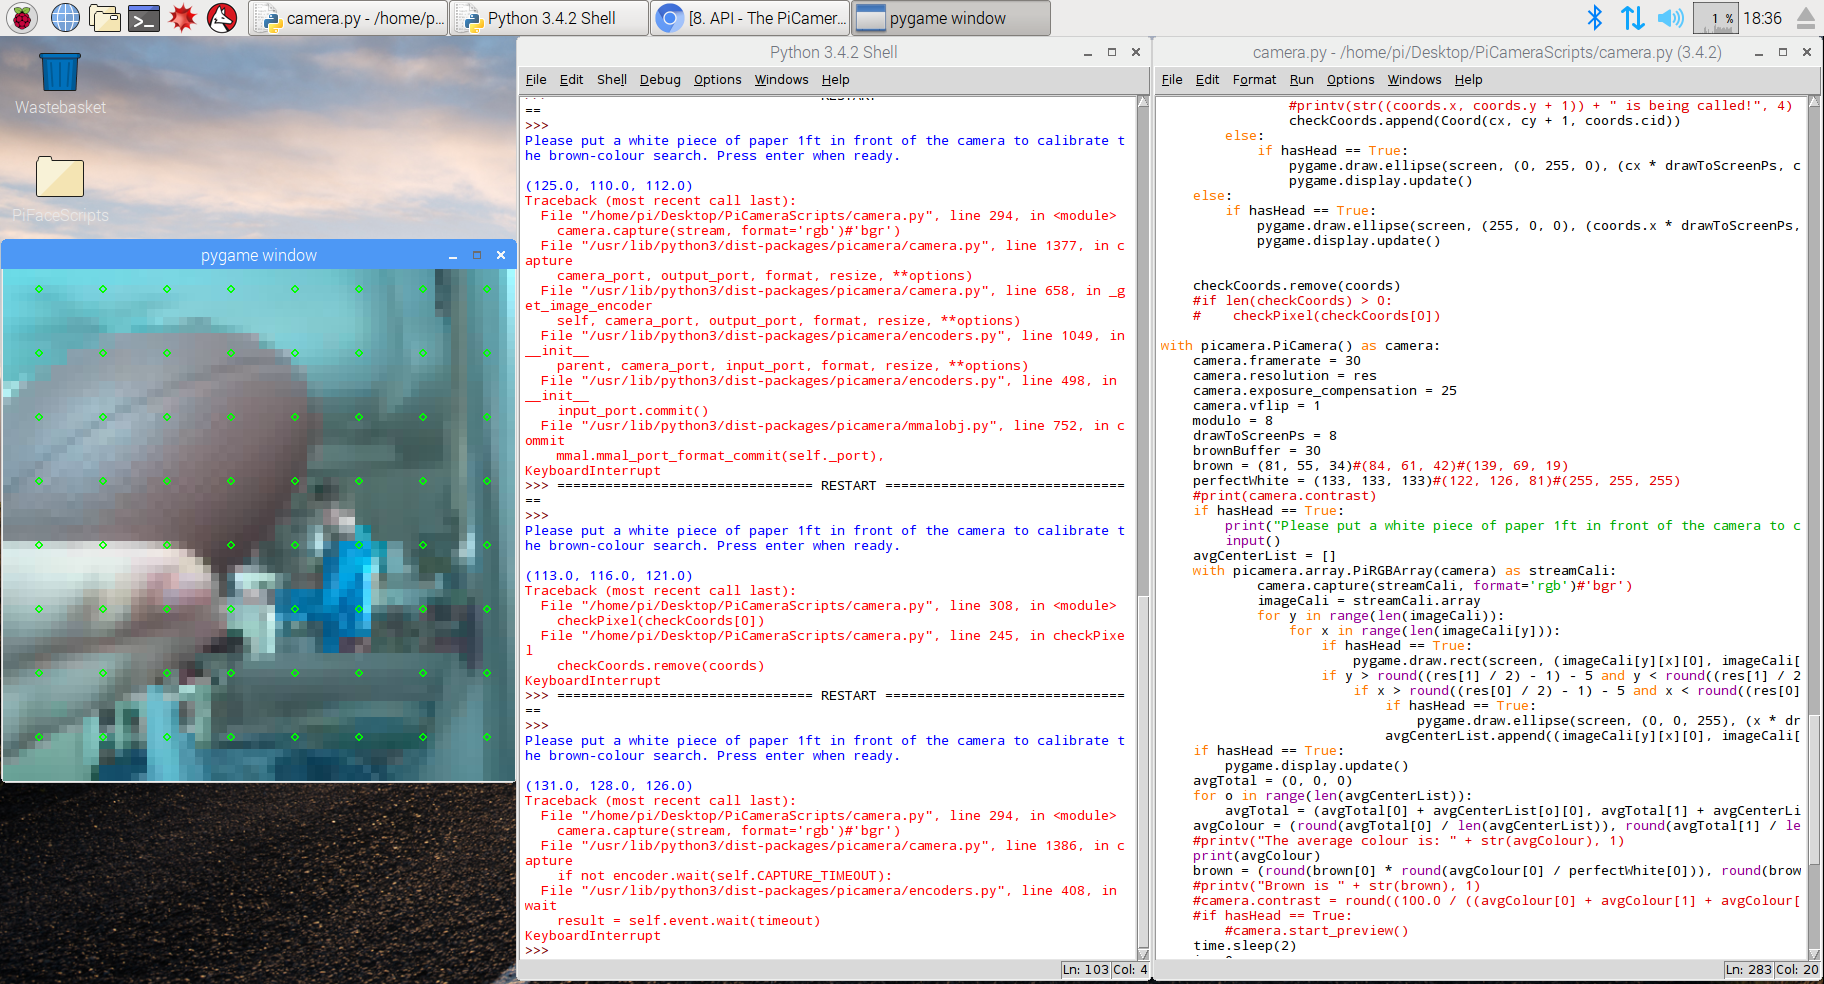 camera.py - /home/p...
Python 3.4.2 Shell
[8. API - The PiCamer...
pygame window
1 %
18:36
Wastebasket
PiFaceScripts
pygame window
Python 3.4.2 Shell
File Edit Shell Debug Options Windows Help
>>> ================================ RESTART
==
>>>
Please put a white piece of paper 1ft in front of the camera to calibrate t
he brown-colour search. Press enter when ready.
(125.0, 110.0, 112.0)
Traceback (most recent call last):
  File "/home/pi/Desktop/PiCameraScripts/camera.py", line 294, in <module>
    camera.capture(stream, format='rgb')#'bgr')
  File "/usr/lib/python3/dist-packages/picamera/camera.py", line 1377, in c
apture
    camera_port, output_port, format, resize, **options)
  File "/usr/lib/python3/dist-packages/picamera/camera.py", line 658, in _g
et_image_encoder
    self, camera_port, output_port, format, resize, **options)
  File "/usr/lib/python3/dist-packages/picamera/encoders.py", line 1049, in
__init__
    parent, camera_port, input_port, format, resize, **options)
  File "/usr/lib/python3/dist-packages/picamera/encoders.py", line 498, in
__init__
    input_port.commit()
  File "/usr/lib/python3/dist-packages/picamera/mmalobj.py", line 752, in c
ommit
    mmal.mmal_port_format_commit(self._port),
KeyboardInterrupt
>>> ================================ RESTART ==============================
==
>>>
Please put a white piece of paper 1ft in front of the camera to calibrate t
he brown-colour search. Press enter when ready.
(113.0, 116.0, 121.0)
Traceback (most recent call last):
  File "/home/pi/Desktop/PiCameraScripts/camera.py", line 308, in <module>
    checkPixel(checkCoords[0])
  File "/home/pi/Desktop/PiCameraScripts/camera.py", line 245, in checkPixe
l
    checkCoords.remove(coords)
KeyboardInterrupt
>>> ================================ RESTART ==============================
==
>>>
Please put a white piece of paper 1ft in front of the camera to calibrate t
he brown-colour search. Press enter when ready.
(131.0, 128.0, 126.0)
Traceback (most recent call last):
  File "/home/pi/Desktop/PiCameraScripts/camera.py", line 294, in <module>
    camera.capture(stream, format='rgb')#'bgr')
  File "/usr/lib/python3/dist-packages/picamera/camera.py", line 1386, in c
apture
    if not encoder.wait(self.CAPTURE_TIMEOUT):
  File "/usr/lib/python3/dist-packages/picamera/encoders.py", line 408, in
wait
    result = self.event.wait(timeout)
KeyboardInterrupt
>>>
Ln: 103 Col: 4
camera.py - /home/pi/Desktop/PiCameraScripts/camera.py (3.4.2)
File Edit Format Run Options Windows Help
#printv(str((coords.x, coords.y + 1)) + " is being called!", 4)
checkCoords.append(Coord(cx, cy + 1, coords.cid))
else:
if hasHead == True:
pygame.draw.ellipse(screen, (0, 255, 0), (cx * drawToScreenPs, c
pygame.display.update()
else:
if hasHead == True:
pygame.draw.ellipse(screen, (255, 0, 0), (coords.x * drawToScreenPs,
pygame.display.update()
checkCoords.remove(coords)
#if len(checkCoords) > 0:
#    checkPixel(checkCoords[0])
with picamera.PiCamera() as camera:
camera.framerate = 30
camera.resolution = res
camera.exposure_compensation = 25
camera.vflip = 1
modulo = 8
drawToScreenPs = 8
brownBuffer = 30
brown = (81, 55, 34)#(84, 61, 42)#(139, 69, 19)
perfectWhite = (133, 133, 133)#(122, 126, 81)#(255, 255, 255)
#print(camera.contrast)
if hasHead == True:
print("Please put a white piece of paper 1ft in front of the camera to c
input()
avgCenterList = []
with picamera.array.PiRGBArray(camera) as streamCali:
camera.capture(streamCali, format='rgb')#'bgr')
imageCali = streamCali.array
for y in range(len(imageCali)):
for x in range(len(imageCali[y])):
if hasHead == True:
pygame.draw.rect(screen, (imageCali[y][x][0], imageCali[
if y > round((res[1] / 2) - 1) - 5 and y < round((res[1] / 2
if x > round((res[0] / 2) - 1) - 5 and x < round((res[0]
if hasHead == True:
pygame.draw.ellipse(screen, (0, 0, 255), (x * dr
avgCenterList.append((imageCali[y][x][0], imageCali[
if hasHead == True:
pygame.display.update()
avgTotal = (0, 0, 0)
for o in range(len(avgCenterList)):
avgTotal = (avgTotal[0] + avgCenterList[o][0], avgTotal[1] + avgCenterLi
avgColour = (round(avgTotal[0] / len(avgCenterList)), round(avgTotal[1] / le
#printv("The average colour is: " + str(avgColour), 1)
print(avgColour)
brown = (round(brown[0] * round(avgColour[0] / perfectWhite[0])), round(brow
#printv("Brown is " + str(brown), 1)
#camera.contrast = round((100.0 / ((avgColour[0] + avgColour[1] + avgColour[
#if hasHead == True:
#camera.start_preview()
time.sleep(2)
Ln: 283 Col: 20